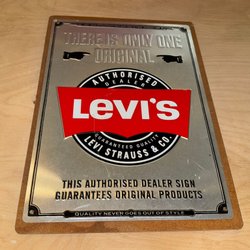 THERE IS ONLY ONE
ORIGINAL
AUTHORISED
DEALER
LEVI'S
GUARANTEES QUALITY
LEVI STRAUSS & CO.
THIS AUTHORISED DEALER SIGN
GUARANTEES ORIGINAL PRODUCTS
QUALITY NEVER GOES OUT OF STYLE